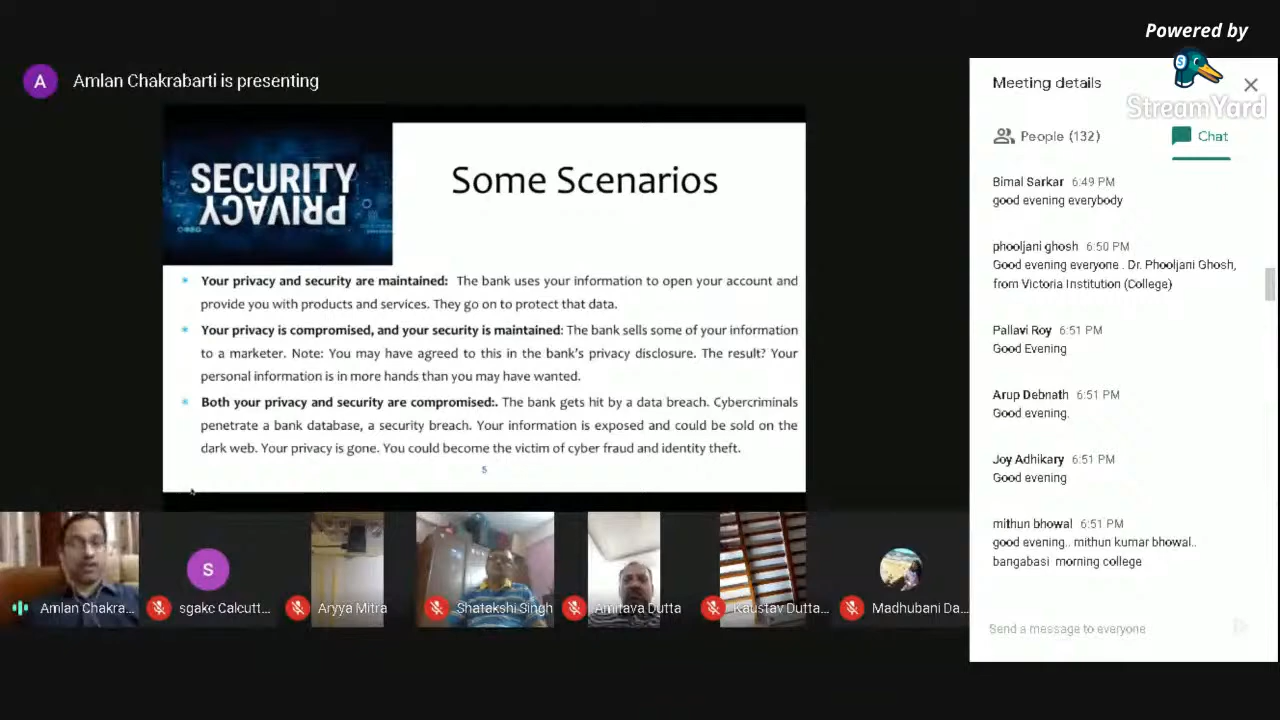 Powered by
StreamYard
A
Amlan Chakrabarti is presenting
SECURITY
PRIVACY
Some Scenarios
Your privacy and security are maintained: The bank uses your information to open your account and
provide you with products and services. They go on to protect that data.
Your privacy is compromised, and your security is maintained: The bank sells some of your information
to a marketer. Note: You may have agreed to this in the bank's privacy disclosure. The result? Your
personal information is in more hands than you may have wanted.
Both your privacy and security are compromised:. The bank gets hit by a data breach. Cybercriminals
penetrate a bank database, a security breach. Your information is exposed and could be sold on the
dark web. Your privacy is gone. You could become the victim of cyber fraud and identity theft.
5
S
Amlan Chakra...
sgakc Calcutt...
Aryya Mitra
Shatakshi Singh
Amitava Dutta
Kaustav Dutta...
Madhubani Da...
Meeting details
People (132)
Chat
Bimal Sarkar 6:49 PM
good evening everybody
phooljani ghosh 6:50 PM
Good evening everyone . Dr. Phooljani Ghosh,
from Victoria Institution (College)
Pallavi Roy 6:51 PM
Good Evening
Arup Debnath 6:51 PM
Good evening.
Joy Adhikary 6:51 PM
Good evening
mithun bhowal 6:51 PM
good evening.. mithun kumar bhowal..
bangabasi morning college
Send a message to everyone